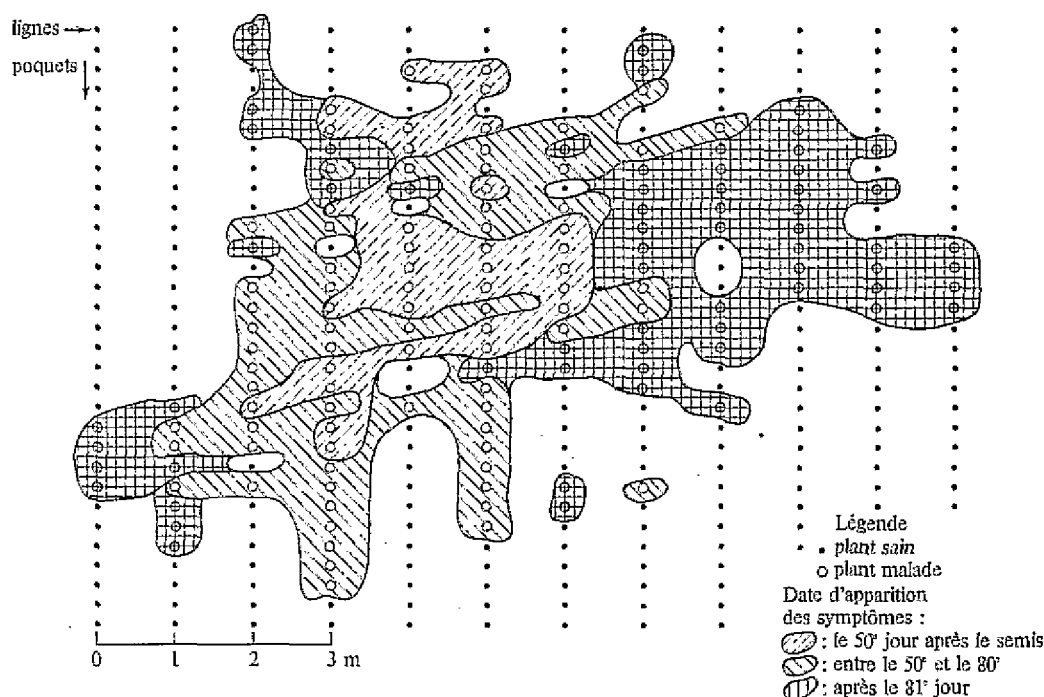 lignes
poquets
0 1 2 3 m
Légende
plant sain
plant malade
Date d'apparition
des symptômes :
: le 50e jour après le semis
: entre le 50e et le 80e
: après le 81e jour